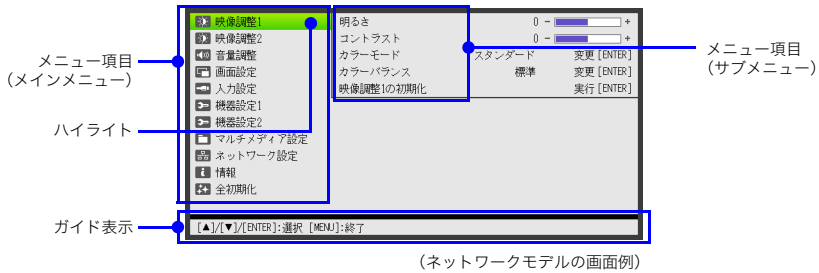 映像調整1
映像調整2
音量調整
画面設定
入力設定
機器設定1
機器設定2
マルチメディア設定
ネットワーク設定
情報
全初期化
明るさ 0 - +
コントラスト 0 - +
カラーモード スタンダード 変更 [ENTER]
カラーバランス 標準 変更 [ENTER]
映像調整1の初期化 実行 [ENTER]
[▲]/[▼]/[ENTER]:選択 [MENU]:終了
メニュー項目
（メインメニュー）
ハイライト
ガイド表示
メニュー項目
（サブメニュー）
（ネットワークモデルの画面例）